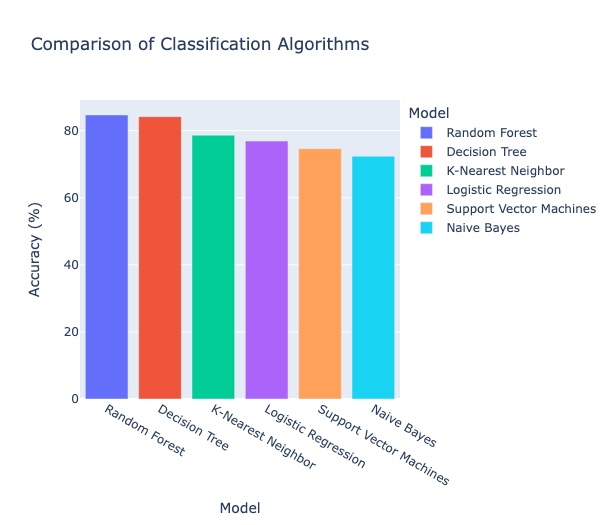 Comparison of Classification Algorithms
Accuracy (%)
80
60
40
20
0
Random Forest
Decision Tree
K-Nearest Neighbor
Logistic Regression
Support Vector Machines
Naive Bayes
Model
Model
Random Forest
Decision Tree
K-Nearest Neighbor
Logistic Regression
Support Vector Machines
Naive Bayes